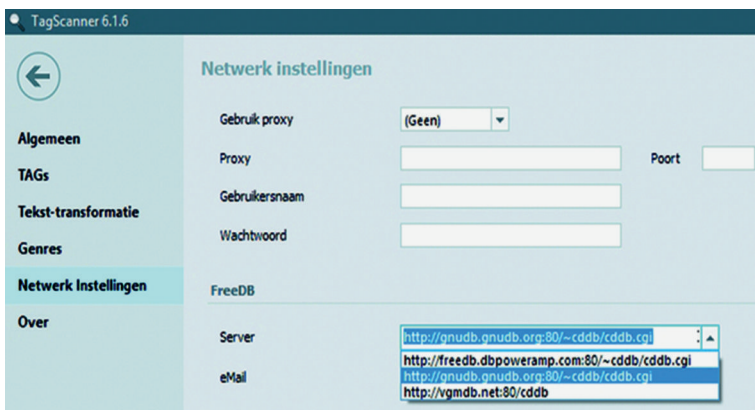 TagScanner 6.1.6
Netwerk instellingen
Gebruik proxy (Geen)
Algemeen
Proxy Poort
TAGs
Gebruikersnaam
Tekst-transformatie
Wachtwoord
Genres
Netwerk Instellingen
FreeDB
Over
Server http://gnudb.gnudb.org:80/~cddb/cddb.cgi
http://freedb.dbpoweramp.com:80/~cddb/cddb.cgi
eMail http://gnudb.gnudb.org:80/~cddb/cddb.cgi
http://vgmdb.net:80/cddb